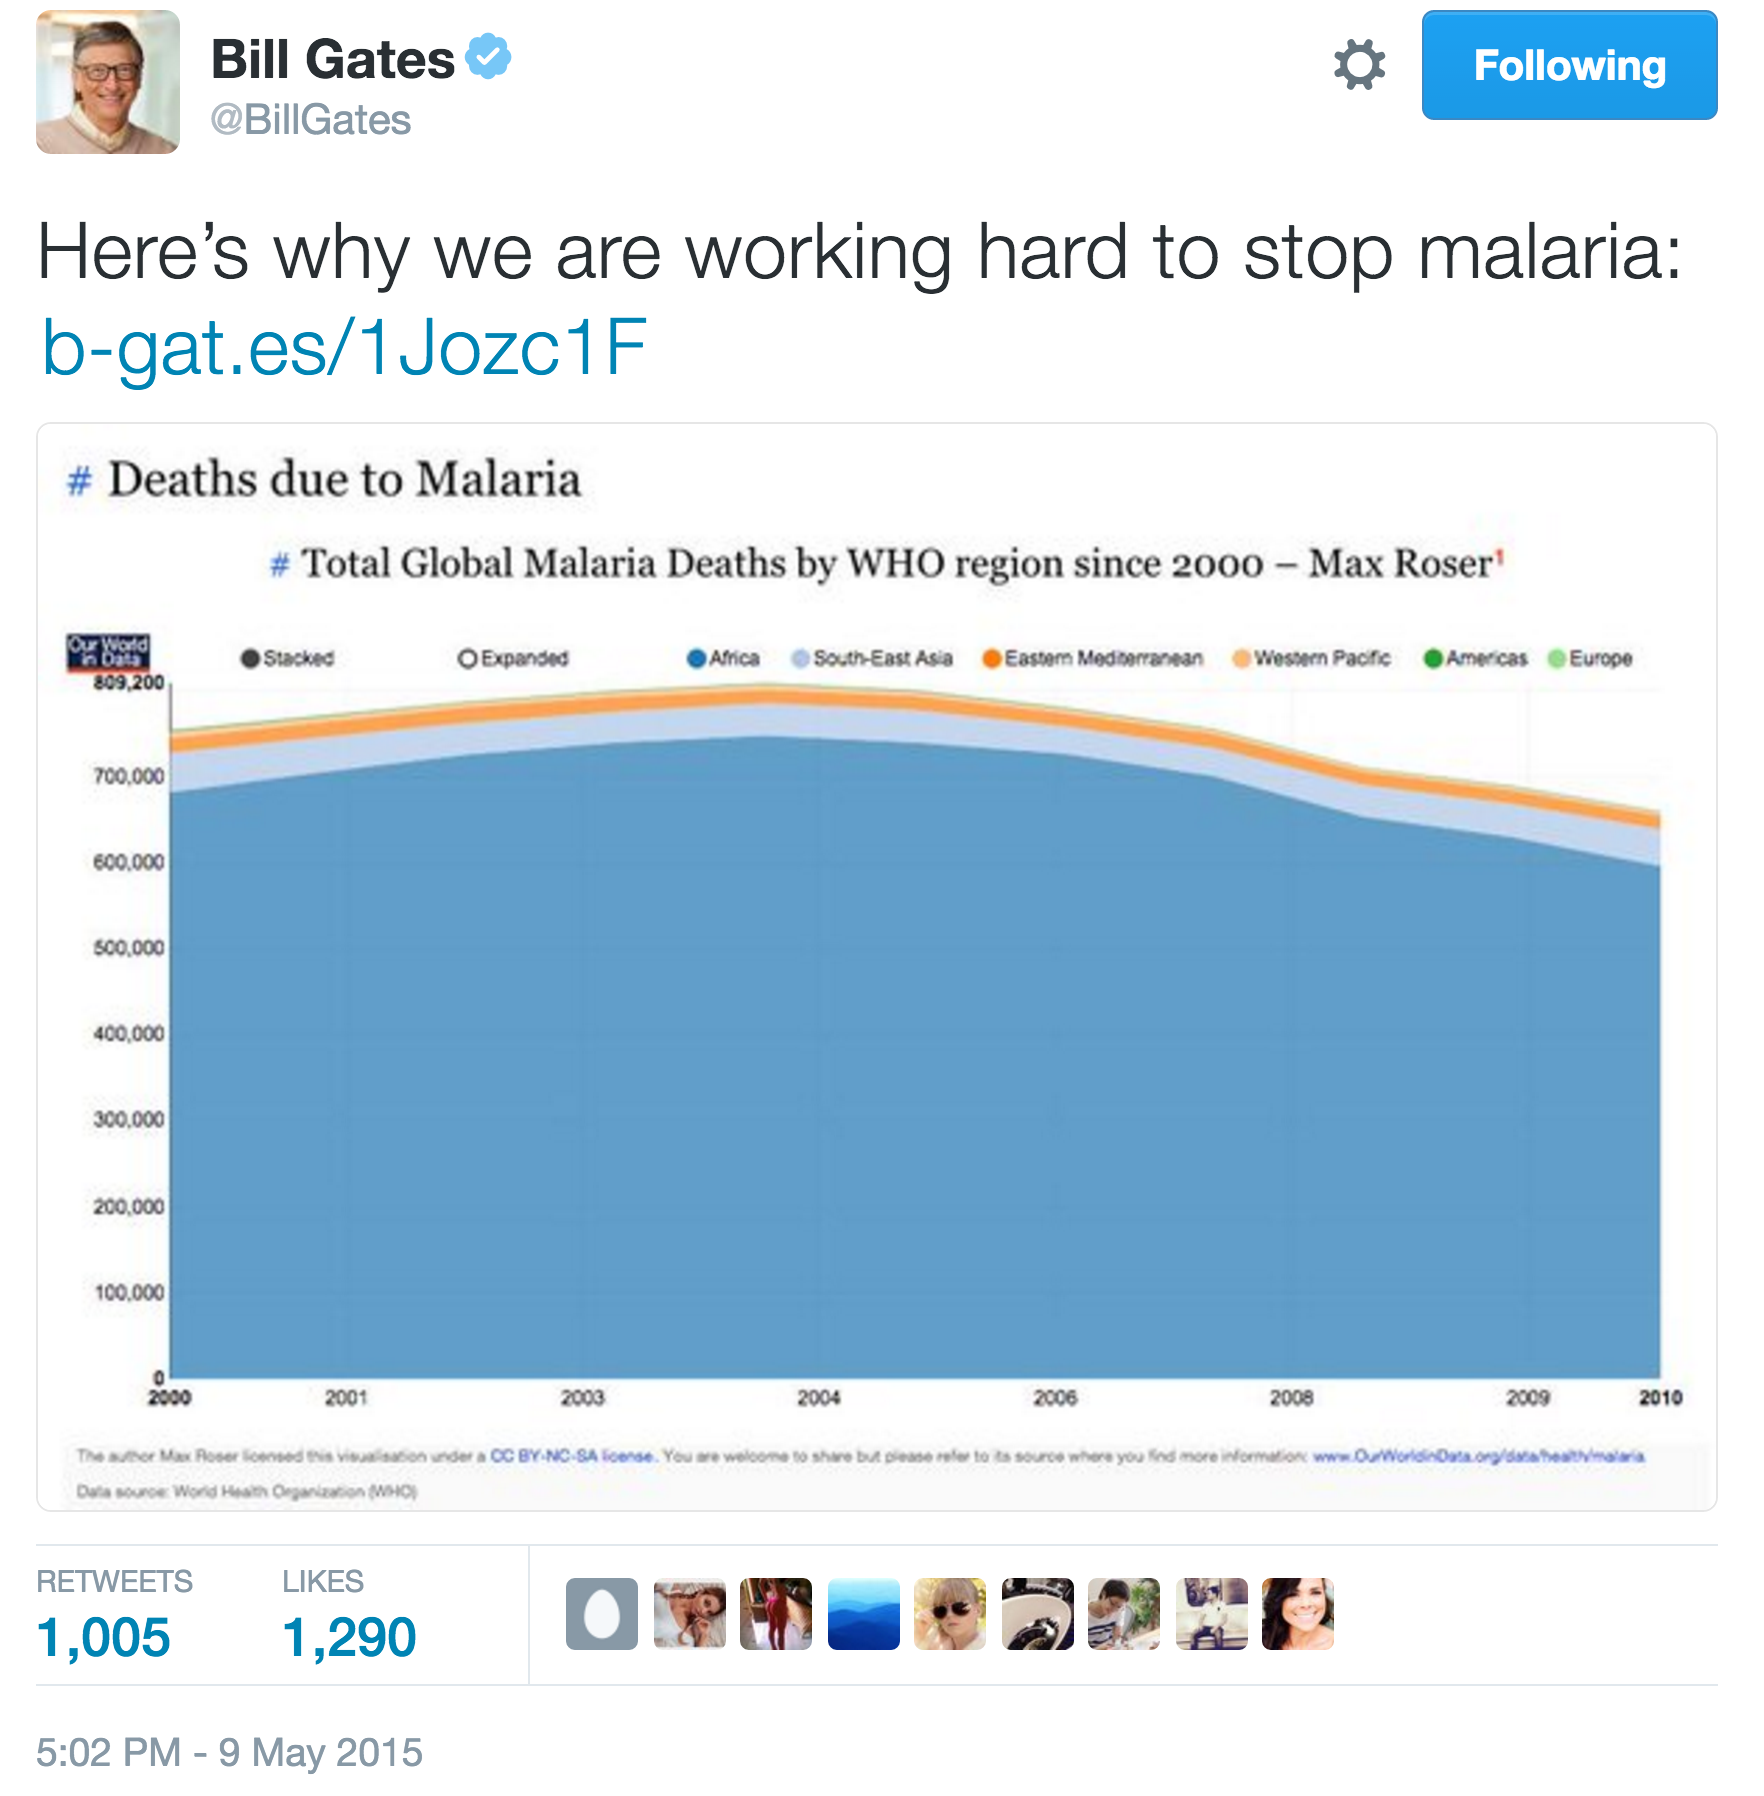 Bill Gates
@BillGates
Following
Here’s why we are working hard to stop malaria:
b-gat.es/1Jozc1F
# Deaths due to Malaria
# Total Global Malaria Deaths by WHO region since 2000 – Max Roser¹
Our World
in Data
Stacked Expanded Africa South-East Asia Eastern Mediterranean Western Pacific Americas Europe
809,200
700,000
600,000
500,000
400,000
300,000
200,000
100,000
0
2000 2001 2003 2004 2006 2008 2009 2010
The author Max Roser licensed this visualisation under a CC BY-NC-SA license. You are welcome to share but please refer to its source where you find more information: www.OurWorldinData.org/data/health/malaria
Data source: World Health Organization (WHO)
RETWEETS LIKES
1,005 1,290
5:02 PM - 9 May 2015